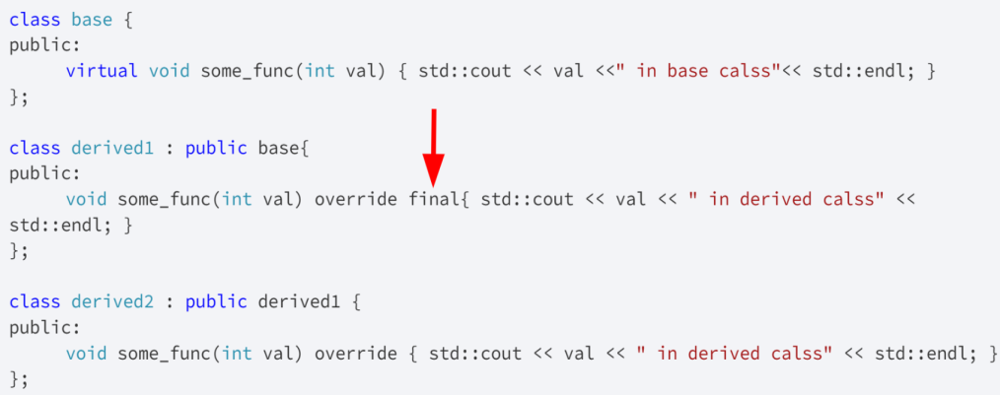 class base {
public:
virtual void some_func(int val) { std::cout << val <<" in base calss"<< std::endl; }
};
class derived1 : public base{
public:
void some_func(int val) override final{ std::cout << val << " in derived calss" <<
std::endl; }
};
class derived2 : public derived1 {
public:
void some_func(int val) override { std::cout << val << " in derived calss" << std::endl; }
};